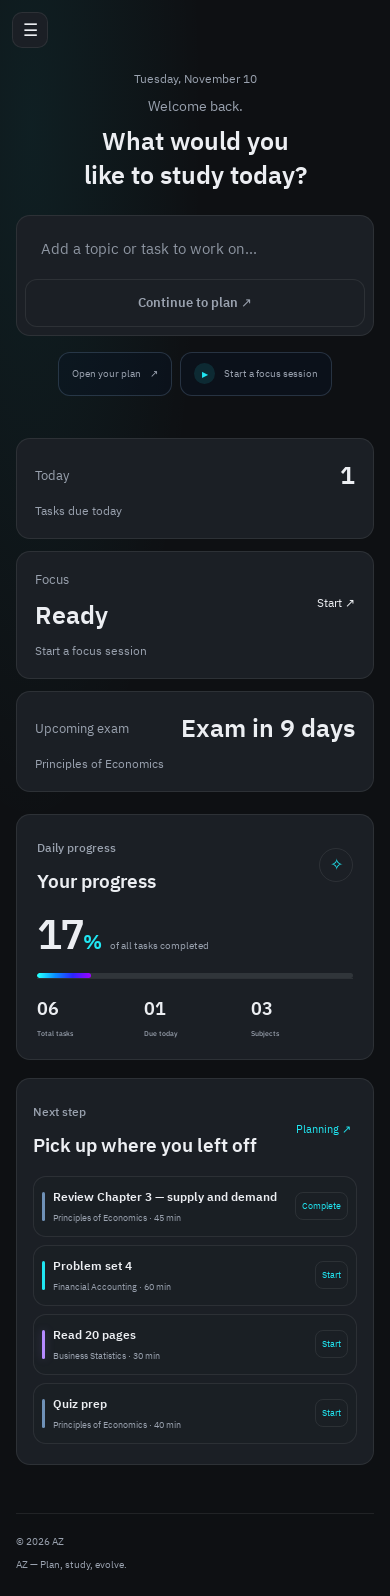 ☰
Tuesday, November 10
Welcome back.
What would you
like to study today?
Add a topic or task to work on...
Continue to plan ↗
Open your plan ↗
▶ Start a focus session
Today
1
Tasks due today
Focus
Ready
Start ↗
Start a focus session
Upcoming exam
Exam in 9 days
Principles of Economics
Daily progress
Your progress
17% of all tasks completed
06 01 03
Total tasks Due today Subjects
Next step
Planning ↗
Pick up where you left off
Review Chapter 3 — supply and demand
Principles of Economics · 45 min
Complete
Problem set 4
Financial Accounting · 60 min
Start
Read 20 pages
Business Statistics · 30 min
Start
Quiz prep
Principles of Economics · 40 min
Start
© 2026 AZ
AZ — Plan, study, evolve.